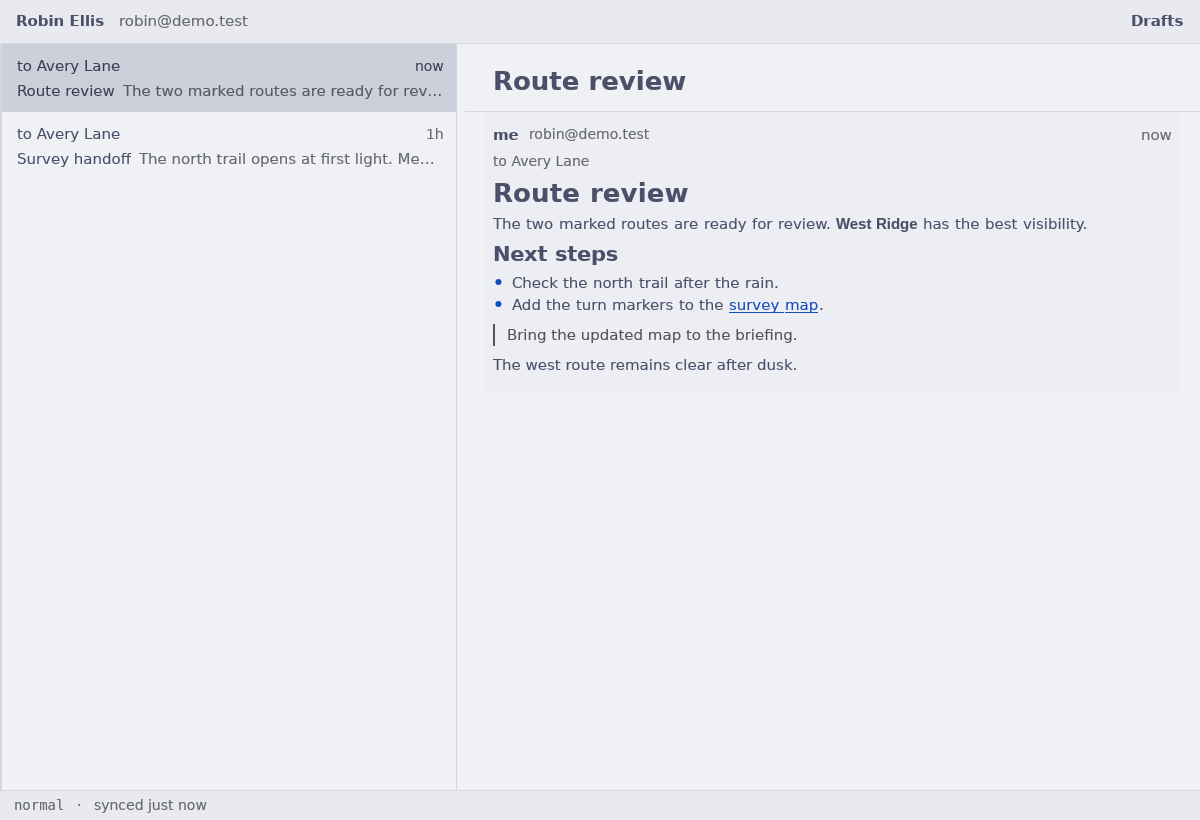 Robin Ellis robin@demo.test Drafts
to Avery Lane now
Route review The two marked routes are ready for rev…
to Avery Lane 1h
Survey handoff The north trail opens at first light. Me…
Route review
me robin@demo.test now
to Avery Lane
Route review
The two marked routes are ready for review. West Ridge has the best visibility.
Next steps
• Check the north trail after the rain.
• Add the turn markers to the survey map.
Bring the updated map to the briefing.
The west route remains clear after dusk.
normal · synced just now